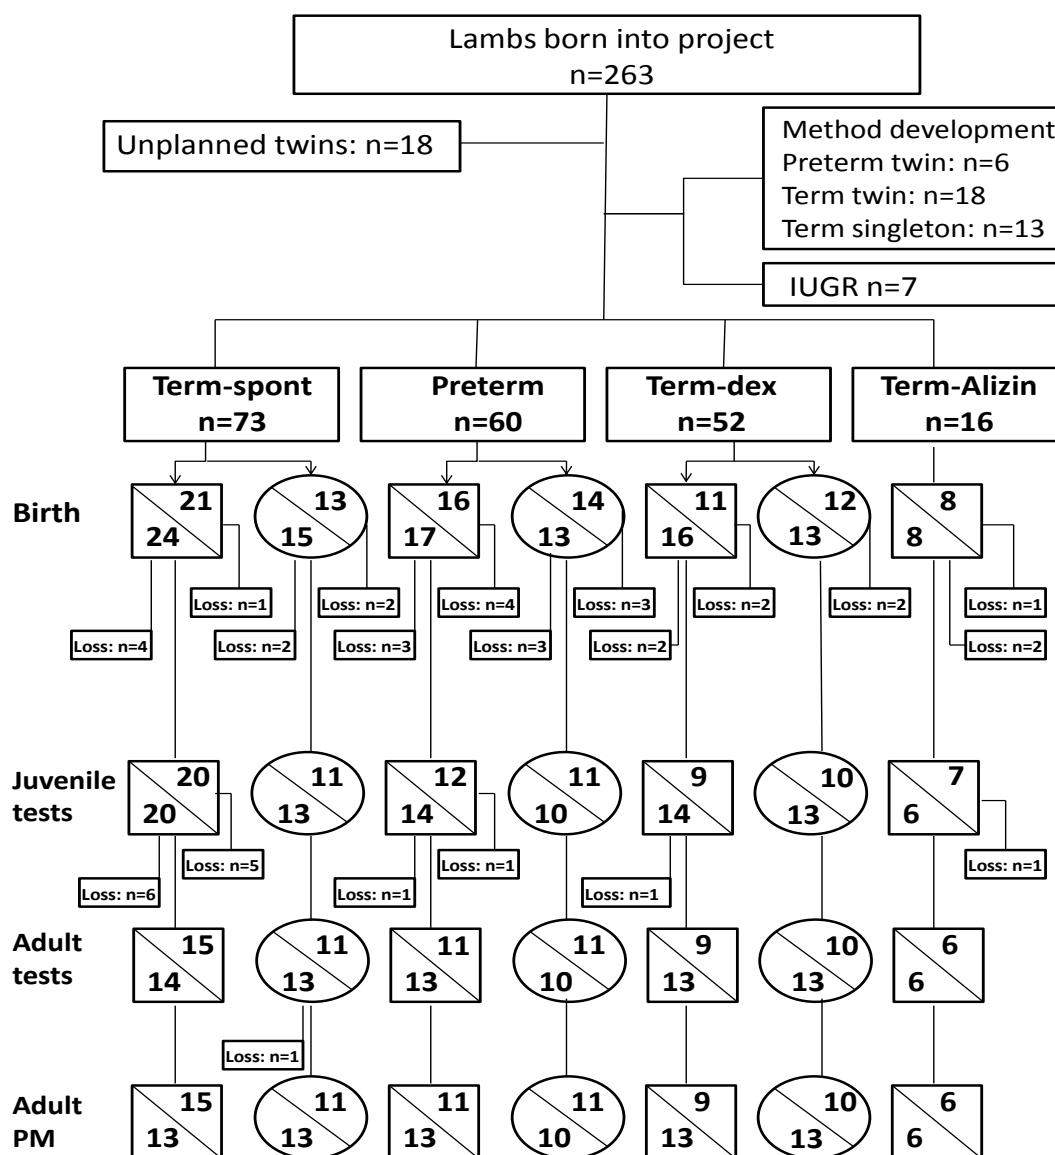 Lambs born into project
n=263
Unplanned twins: n=18
Method development
Preterm twin: n=6
Term twin: n=18
Term singleton: n=13
IUGR n=7
Term-spont
n=73
Preterm
n=60
Term-dex
n=52
Term-Alizin
n=16
Birth
21 13 16 14 11 12 8
24 15 17 13 16 13 8
Loss: n=1 Loss: n=2 Loss: n=4 Loss: n=3 Loss: n=2 Loss: n=2 Loss: n=1
Loss: n=4 Loss: n=2 Loss: n=3 Loss: n=3 Loss: n=2 Loss: n=2
Juvenile
tests
20 11 12 11 9 10 7
20 13 14 10 14 13 6
Loss: n=5 Loss: n=1 Loss: n=1
Loss: n=6 Loss: n=1 Loss: n=1
Adult
tests
15 11 11 11 9 10 6
14 13 13 10 13 13 6
Loss: n=1
Adult
PM
15 11 11 11 9 10 6
13 13 13 10 13 13 6